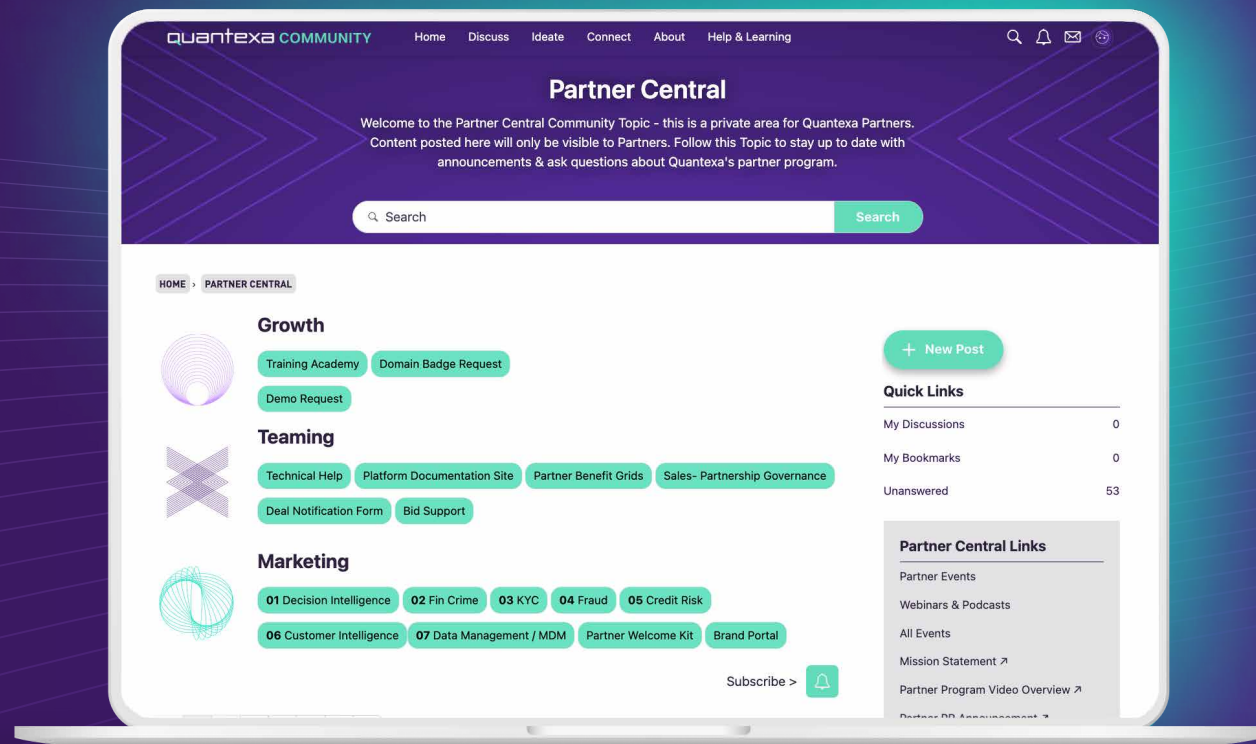 quantexa COMMUNITY
Home Discuss Ideate Connect About Help & Learning
Partner Central
Welcome to the Partner Central Community Topic - this is a private area for Quantexa Partners.
Content posted here will only be visible to Partners. Follow this Topic to stay up to date with
announcements & ask questions about Quantexa's partner program.
Search Search
HOME › PARTNER CENTRAL
Growth
Training Academy Domain Badge Request
Demo Request
Teaming
Technical Help Platform Documentation Site Partner Benefit Grids Sales- Partnership Governance
Deal Notification Form Bid Support
Marketing
01 Decision Intelligence 02 Fin Crime 03 KYC 04 Fraud 05 Credit Risk
06 Customer Intelligence 07 Data Management / MDM Partner Welcome Kit Brand Portal
Subscribe >
+ New Post
Quick Links
My Discussions 0
My Bookmarks 0
Unanswered 53
Partner Central Links
Partner Events
Webinars & Podcasts
All Events
Mission Statement ↗
Partner Program Video Overview ↗
Partner PR Announcement ↗